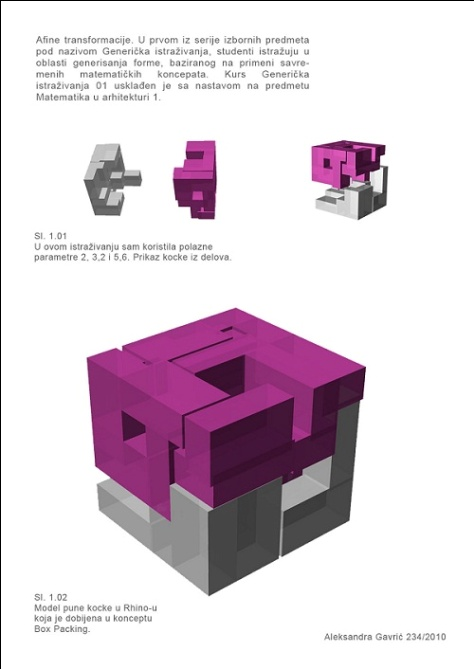 Afine transformacije. U prvom iz serije izbornih predmeta
pod nazivom Generička istraživanja, studenti istražuju u
oblasti generisanja forme, baziranog na primeni savre-
menih matematičkih koncepata. Kurs Generička
istraživanja 01 usklađen je sa nastavom na predmetu
Matematika u arhitekturi 1.
Sl. 1.01
U ovom istraživanju sam koristila polazne
parametre 2, 3,2 i 5,6. Prikaz kocke iz delova.
Sl. 1.02
Model pune kocke u Rhino-u
koja je dobijena u konceptu
Box Packing.
Aleksandra Gavrić 234/2010